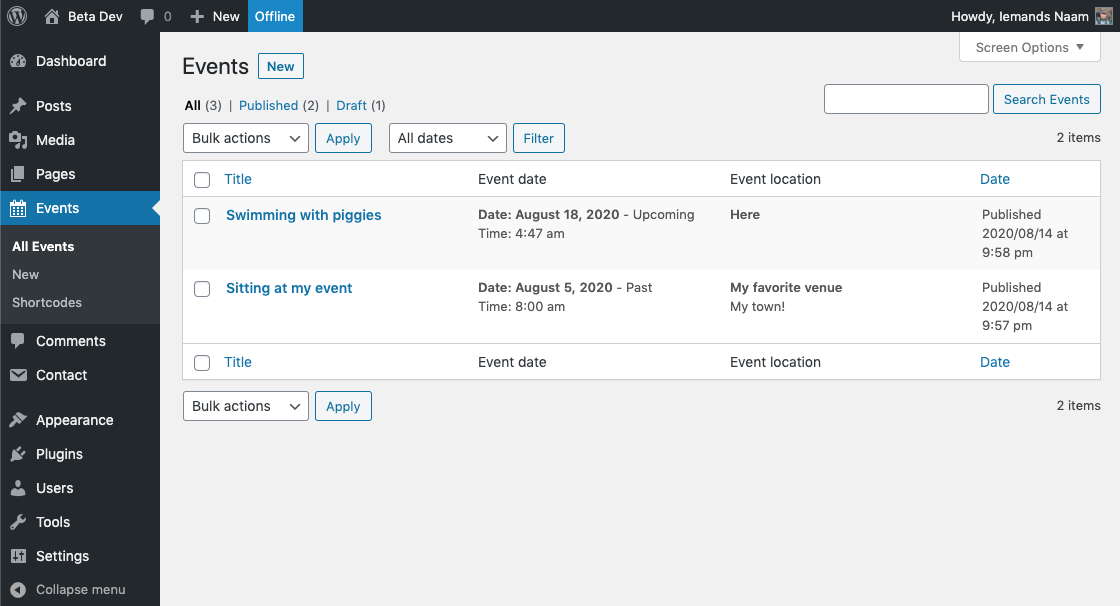 Beta Dev 0 New Offline Howdy, Iemands Naam
Screen Options
Dashboard
Posts
Media
Pages
Events
All Events
New
Shortcodes
Comments
Contact
Appearance
Plugins
Users
Tools
Settings
Collapse menu
Events New
All (3) | Published (2) | Draft (1)
Search Events
Bulk actions Apply All dates Filter 2 items
Title Event date Event location Date
Swimming with piggies Date: August 18, 2020 - Upcoming Here Published
Time: 4:47 am 2020/08/14 at
9:58 pm
Sitting at my event Date: August 5, 2020 - Past My favorite venue Published
Time: 8:00 am My town! 2020/08/14 at
9:57 pm
Title Event date Event location Date
Bulk actions Apply 2 items